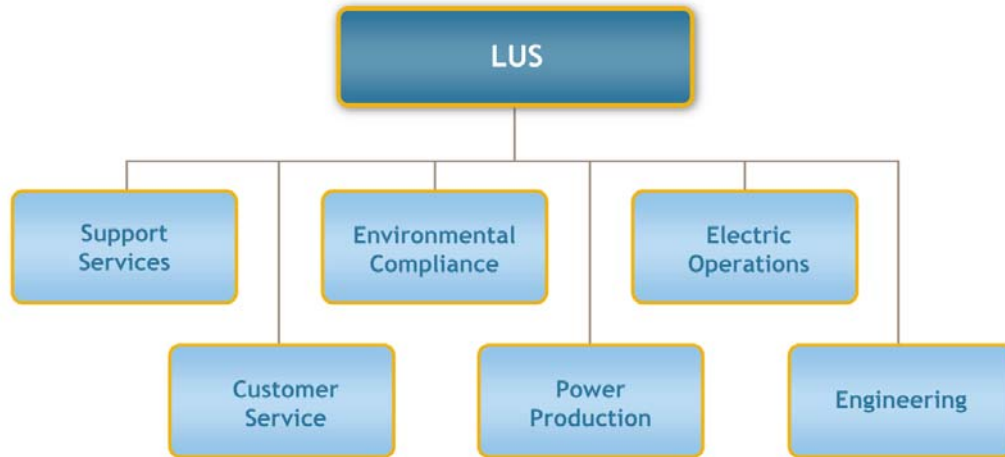 LUS
Support
Services
Environmental
Compliance
Electric
Operations
Customer
Service
Power
Production
Engineering